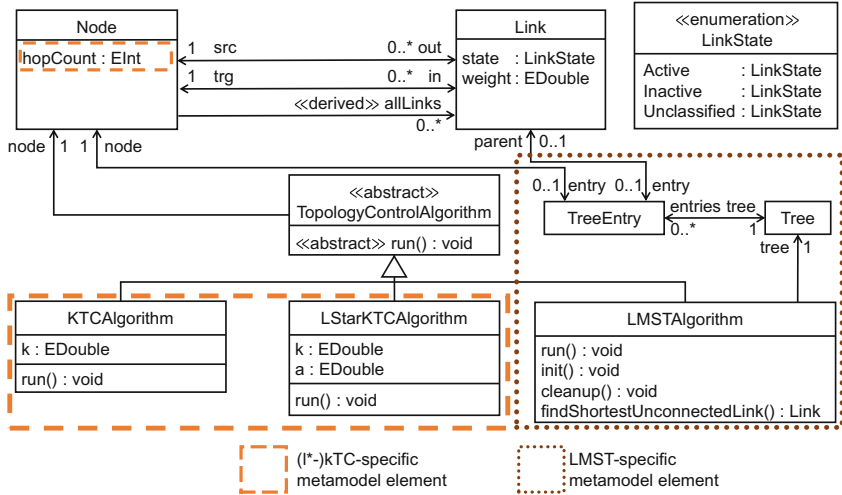 Node
hopCount : EInt
1 src
0..* out
1 trg
0..* in
«derived» allLinks
0..*
Link
state : LinkState
weight : EDouble
«enumeration»
LinkState
Active : LinkState
Inactive : LinkState
Unclassified : LinkState
node 1
1 node
parent 0..1
«abstract»
TopologyControlAlgorithm
«abstract» run() : void
0..1 entry
0..1 entry
TreeEntry
entries tree
0..* 1
Tree
tree 1
KTCAlgorithm
k : EDouble
run() : void
LStarKTCAlgorithm
k : EDouble
a : EDouble
run() : void
LMSTAlgorithm
run() : void
init() : void
cleanup() : void
findShortestUnconnectedLink() : Link
(l*-)kTC-specific
metamodel element
LMST-specific
metamodel element